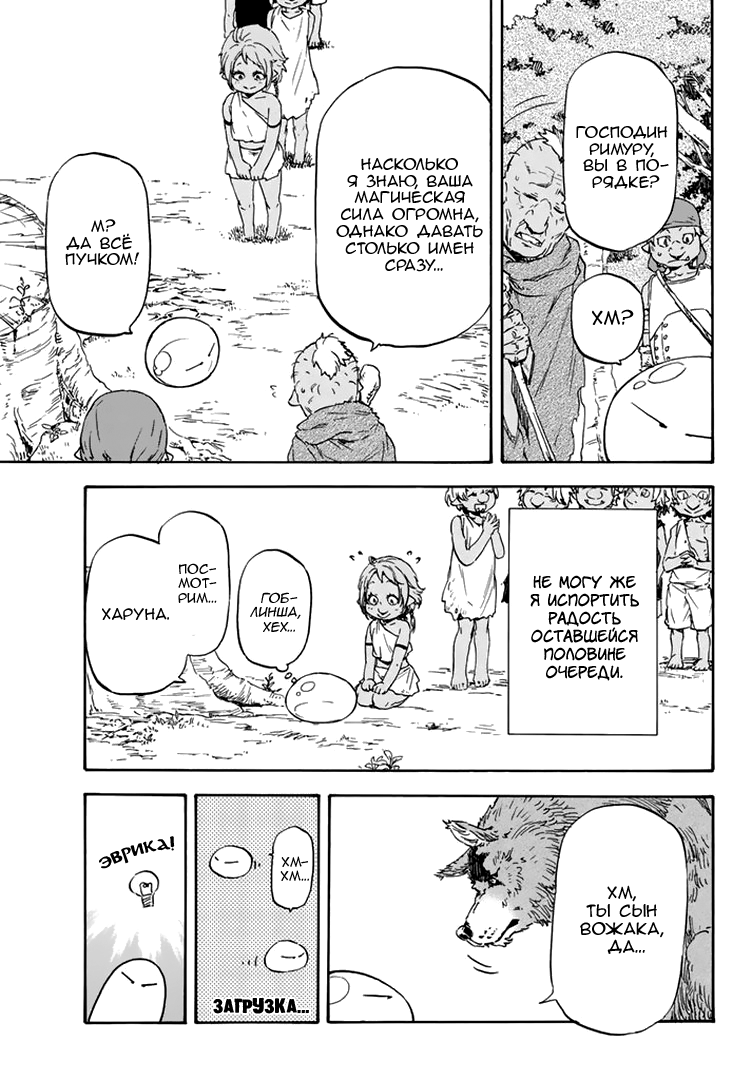 ГОСПОДИН
РИМУРУ,
ВЫ В ПО-
РЯДКЕ?
ХМ?
НАСКОЛЬКО
Я ЗНАЮ, ВАША
МАГИЧЕСКАЯ
СИЛА ОГРОМНА,
ОДНАКО ДАВАТЬ
СТОЛЬКО ИМЕН
СРАЗУ...
М?
ДА ВСЁ
ПУЧКОМ!
НЕ МОГУ ЖЕ
Я ИСПОРТИТЬ
РАДОСТЬ
ОСТАВШЕЙСЯ
ПОЛОВИНЕ
ОЧЕРЕДИ.
ГОБ-
ЛИНША,
ХЕХ...
ПОС-
МОТ-
РИМ...
ХАРУНА.
ХМ,
ТЫ СЫН
ВОЖАКА,
ДА...
ХМ-
ХМ...
ЗАГРУЗКА...
ЭВРИКА!